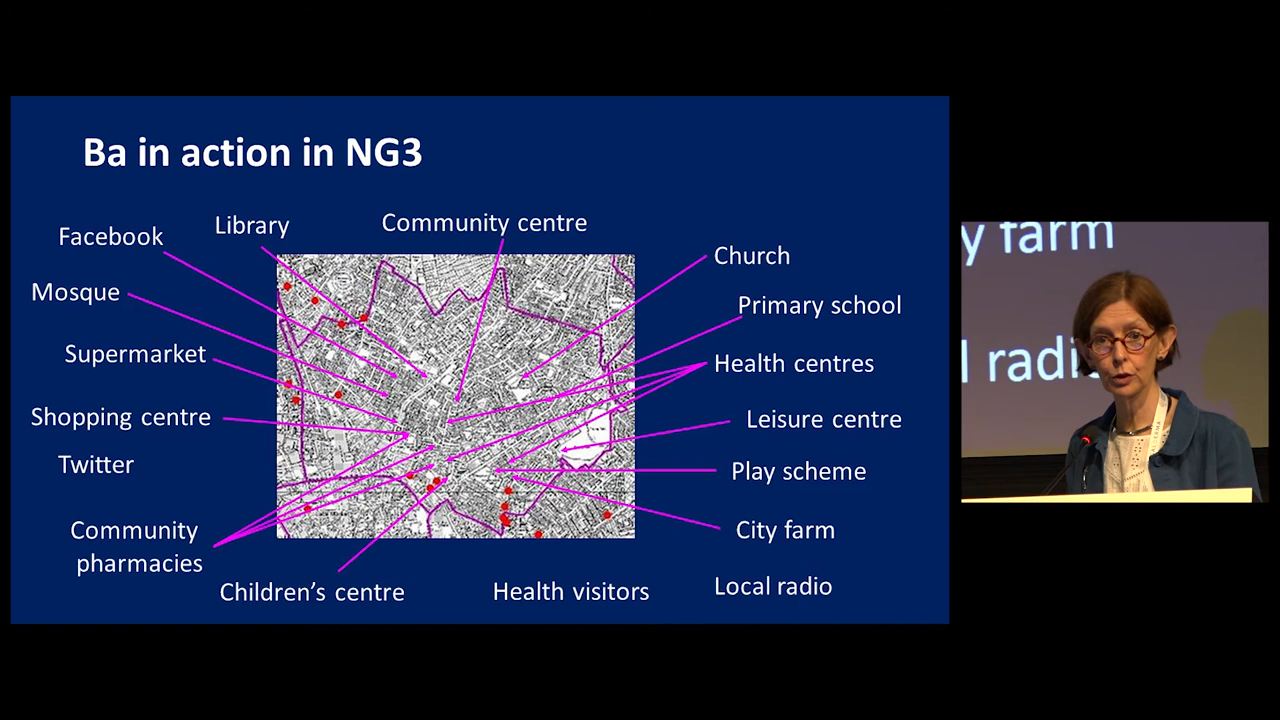 Ba in action in NG3
Facebook
Library
Community centre
Church
Mosque
Primary school
Supermarket
Health centres
Shopping centre
Leisure centre
Twitter
Play scheme
Community
pharmacies
City farm
Children's centre
Health visitors
Local radio
y farm
l radi